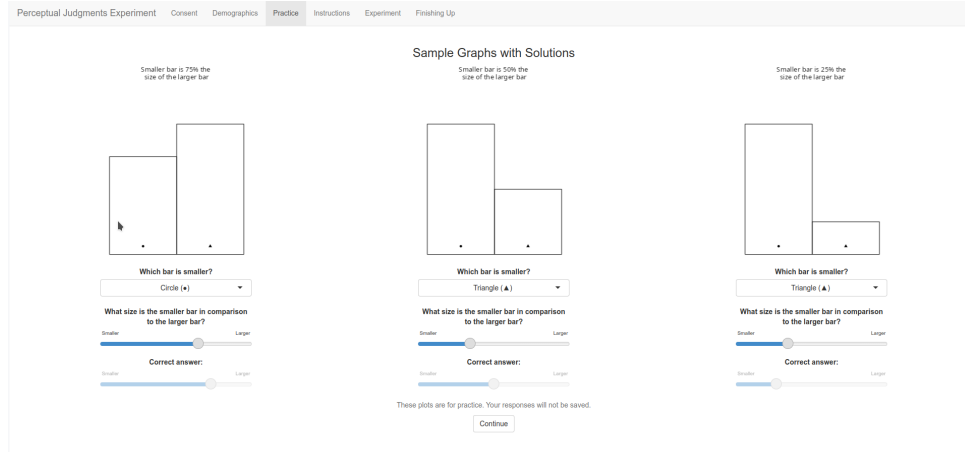 Perceptual Judgments Experiment Consent Demographics Practice Instructions Experiment Finishing Up
Sample Graphs with Solutions
Smaller bar is 75% the
size of the larger bar
Which bar is smaller?
Circle (●)
What size is the smaller bar in comparison
to the larger bar?
Smaller Larger
Correct answer:
Smaller Larger
Smaller bar is 50% the
size of the larger bar
Which bar is smaller?
Triangle (▲)
What size is the smaller bar in comparison
to the larger bar?
Smaller Larger
Correct answer:
Smaller Larger
Smaller bar is 25% the
size of the larger bar
Which bar is smaller?
Triangle (▲)
What size is the smaller bar in comparison
to the larger bar?
Smaller Larger
Correct answer:
Smaller Larger
These plots are for practice. Your responses will not be saved.
Continue